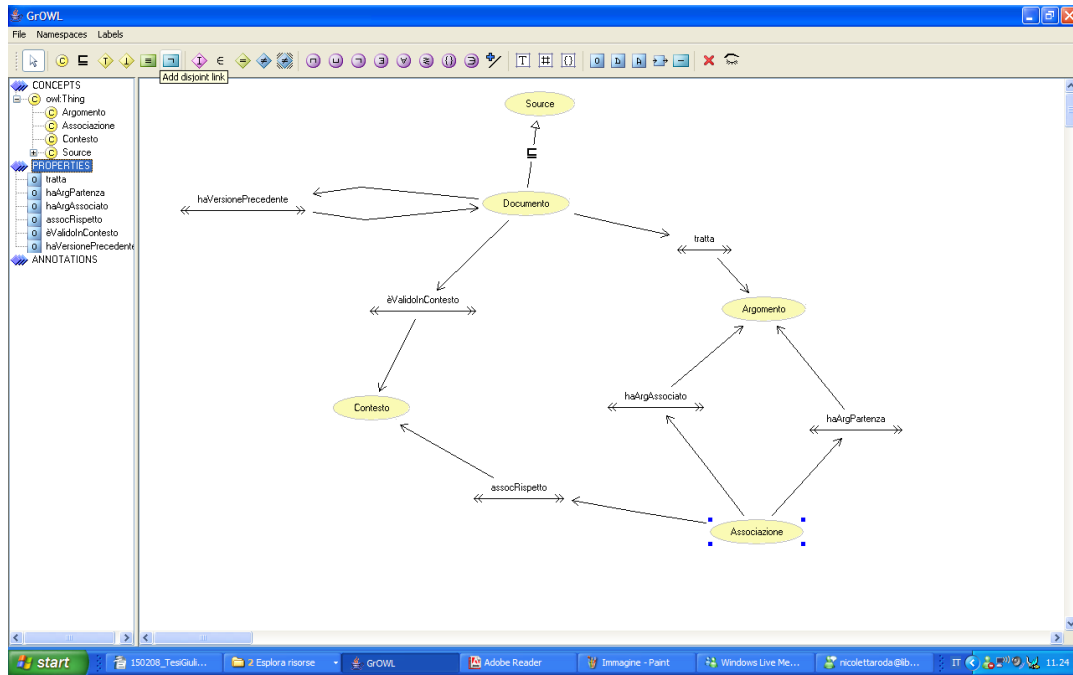 GrOWL
File Namespaces Labels
Add disjoint link
CONCEPTS
owl:Thing
Argomento
Associazione
Contesto
Source
PROPERTIES
tratta
haArgPartenza
haArgAssociato
assocRispetto
èValidoInContesto
haVersionePrecedente
ANNOTATIONS
Source
haVersionePrecedente
Documento
tratta
èValidoInContesto
Argomento
Contesto
haArgAssociato
haArgPartenza
assocRispetto
Associazione
start 150208_TesiGiuli... 2 Esplora risorse GrOWL Adobe Reader Immagine - Paint Windows Live Me... nicolettaroda@lib... IT 11.24